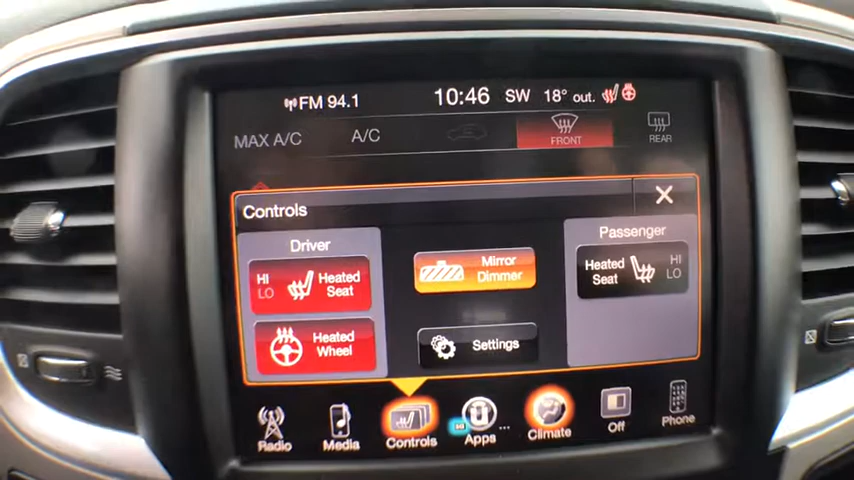 FM 94.1 10:46 SW 18° out.
MAX A/C A/C FRONT REAR
Controls X
Driver
HI
LO
Heated
Seat
Heated
Wheel
Mirror
Dimmer
Settings
Passenger
Heated
Seat
HI
LO
Radio Media Controls Apps Climate Off Phone